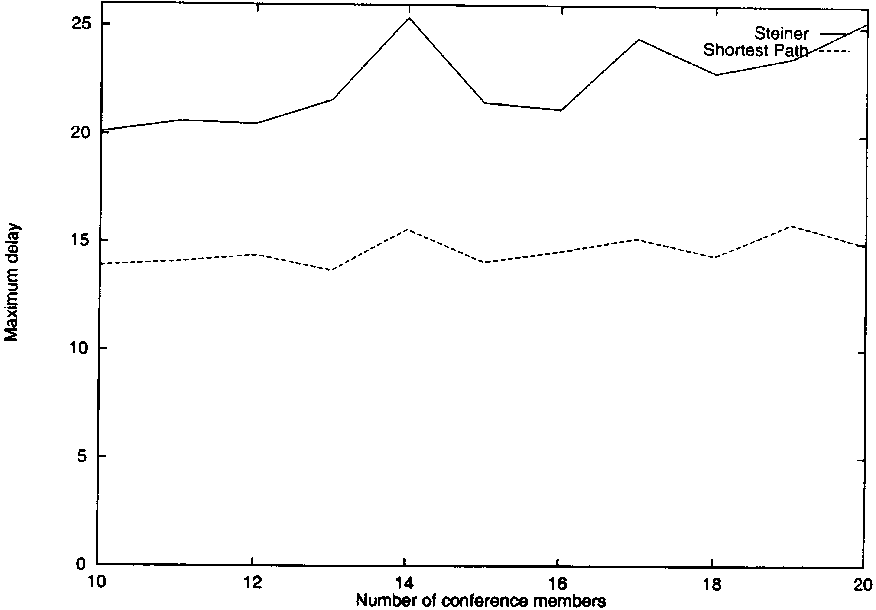 25
20
15
10
5
0
Maximum delay
Steiner
Shortest Path
10 12 14 16 18 20
Number of conference members